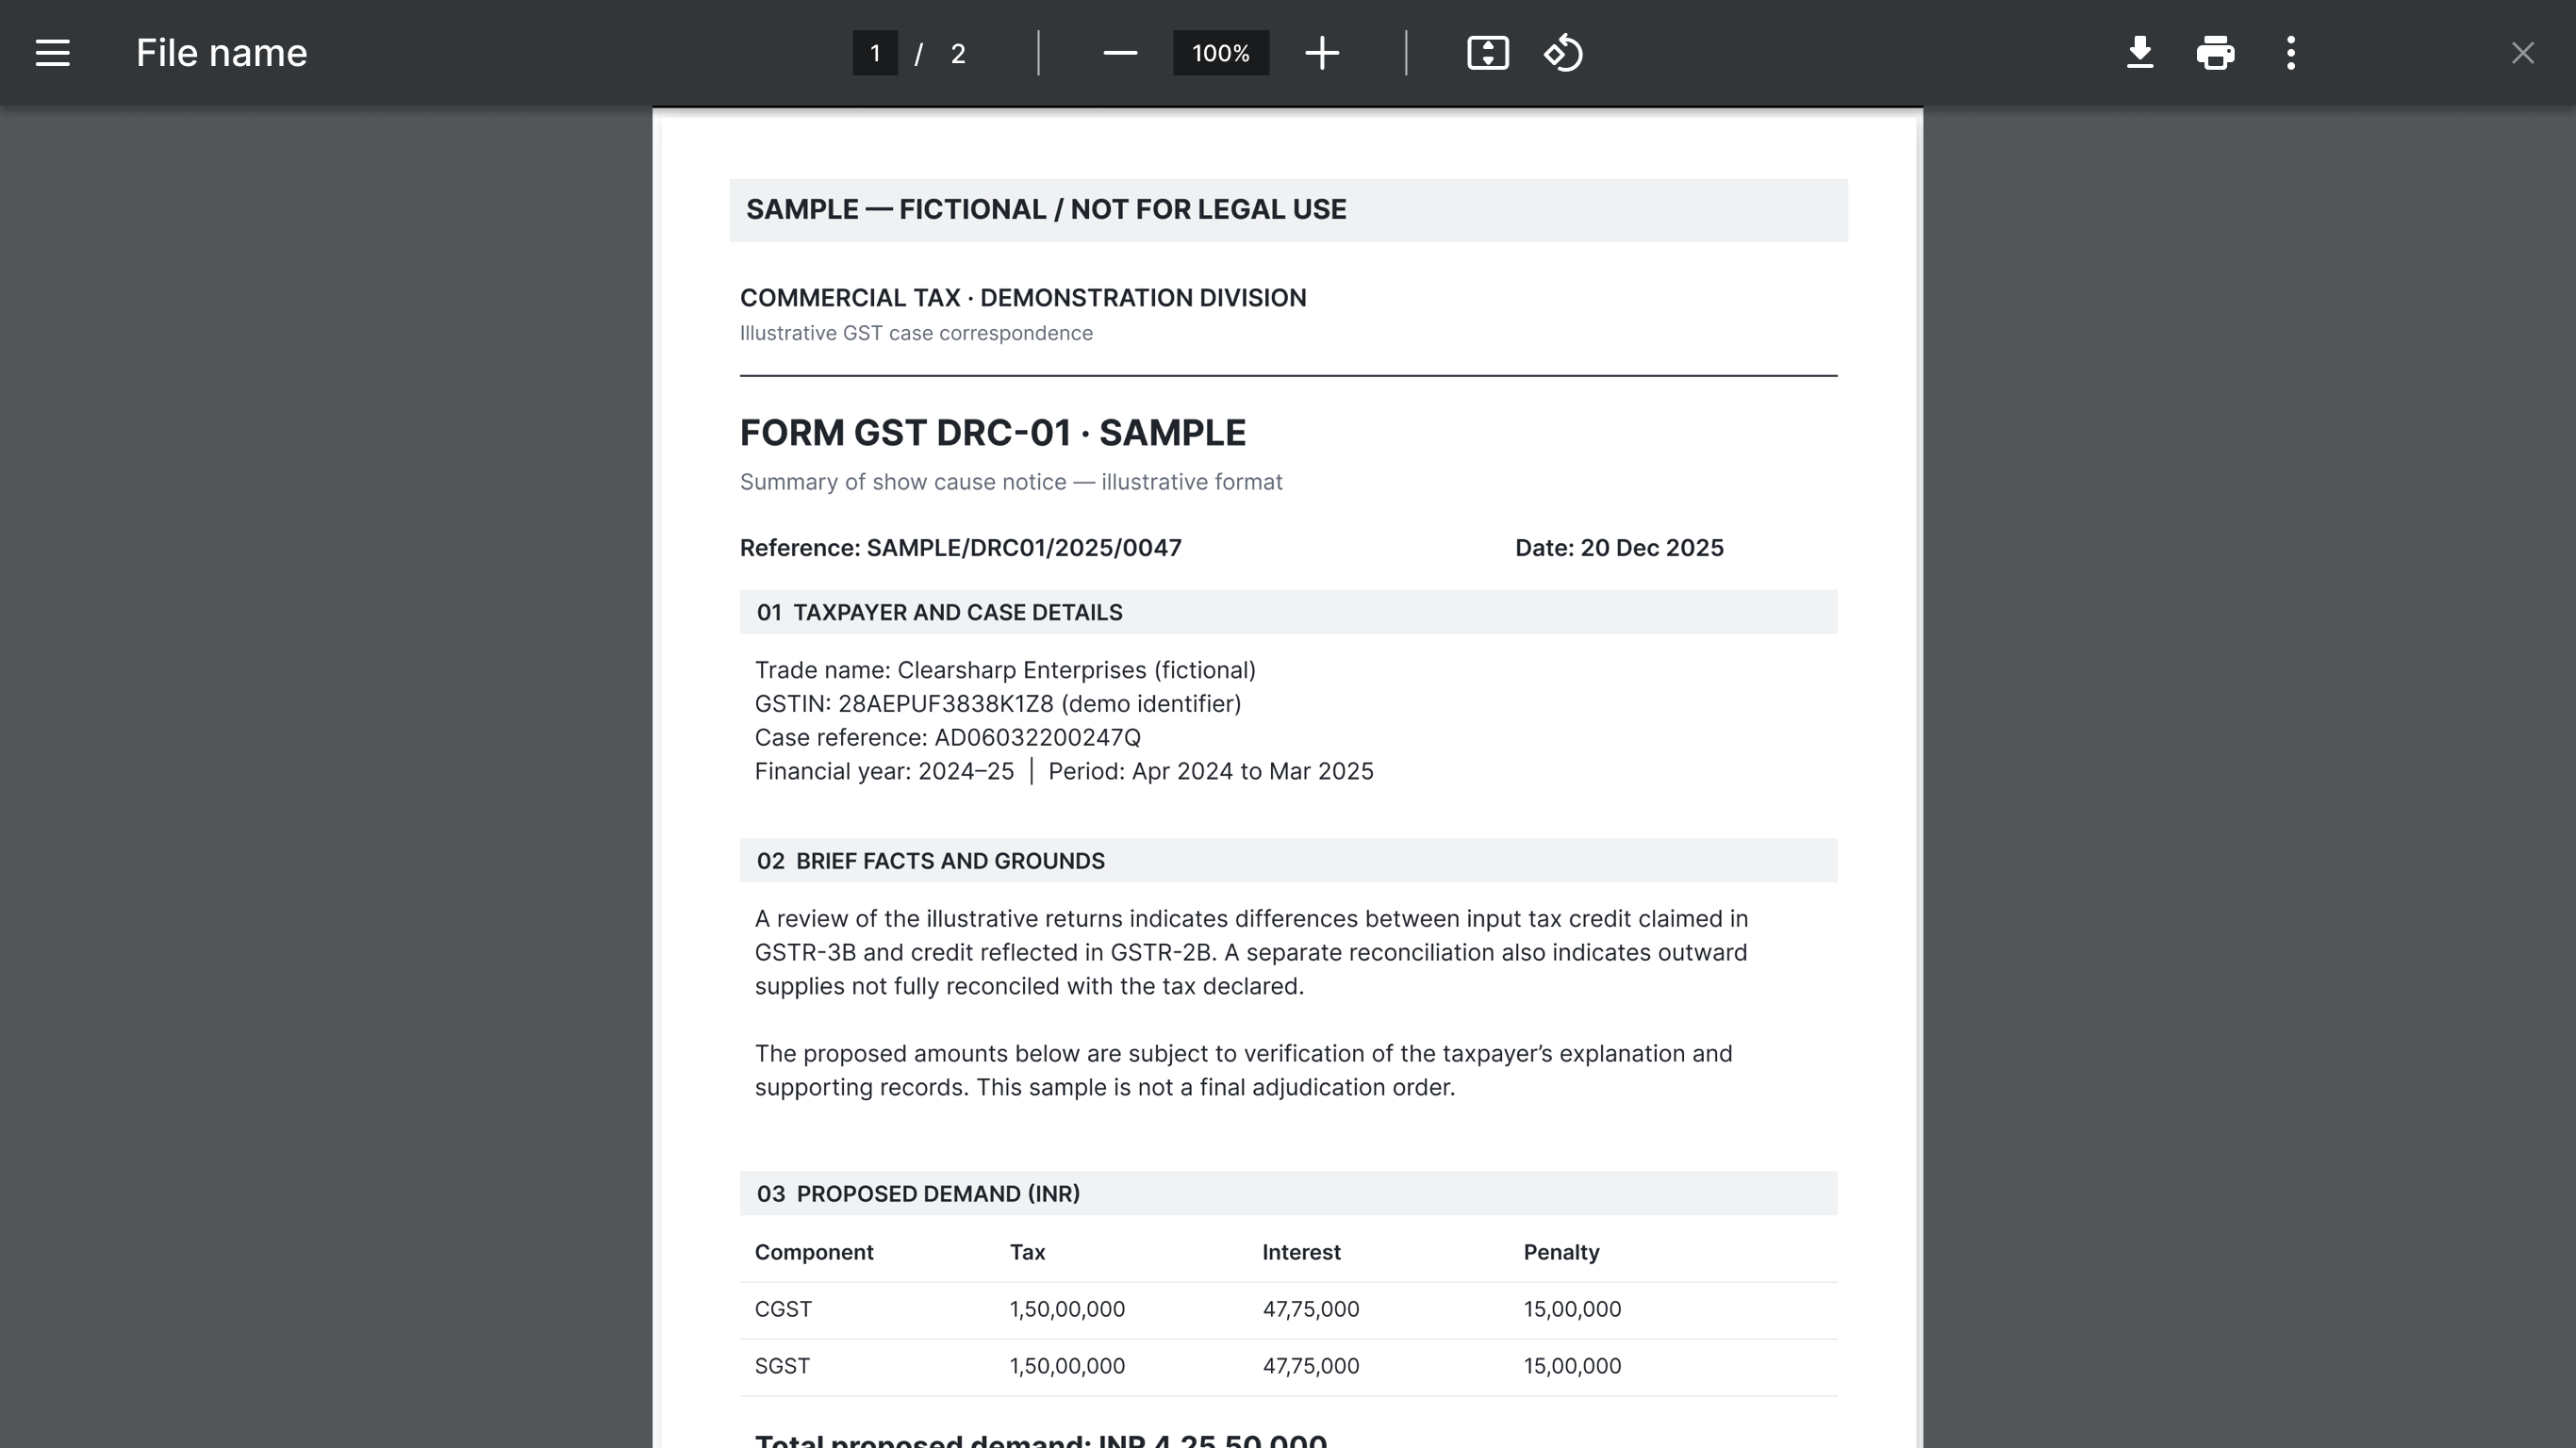 File name
1 / 2
100%
SAMPLE — FICTIONAL / NOT FOR LEGAL USE
COMMERCIAL TAX · DEMONSTRATION DIVISION
Illustrative GST case correspondence
FORM GST DRC-01 · SAMPLE
Summary of show cause notice — illustrative format
Reference: SAMPLE/DRC01/2025/0047 Date: 20 Dec 2025
01 TAXPAYER AND CASE DETAILS
Trade name: Clearsharp Enterprises (fictional)
GSTIN: 28AEPUF3838K1Z8 (demo identifier)
Case reference: AD06032200247Q
Financial year: 2024–25 | Period: Apr 2024 to Mar 2025
02 BRIEF FACTS AND GROUNDS
A review of the illustrative returns indicates differences between input tax credit claimed in
GSTR-3B and credit reflected in GSTR-2B. A separate reconciliation also indicates outward
supplies not fully reconciled with the tax declared.
The proposed amounts below are subject to verification of the taxpayer’s explanation and
supporting records. This sample is not a final adjudication order.
03 PROPOSED DEMAND (INR)
Component Tax Interest Penalty
CGST 1,50,00,000 47,75,000 15,00,000
SGST 1,50,00,000 47,75,000 15,00,000
Total proposed demand: INR 4,25,50,000